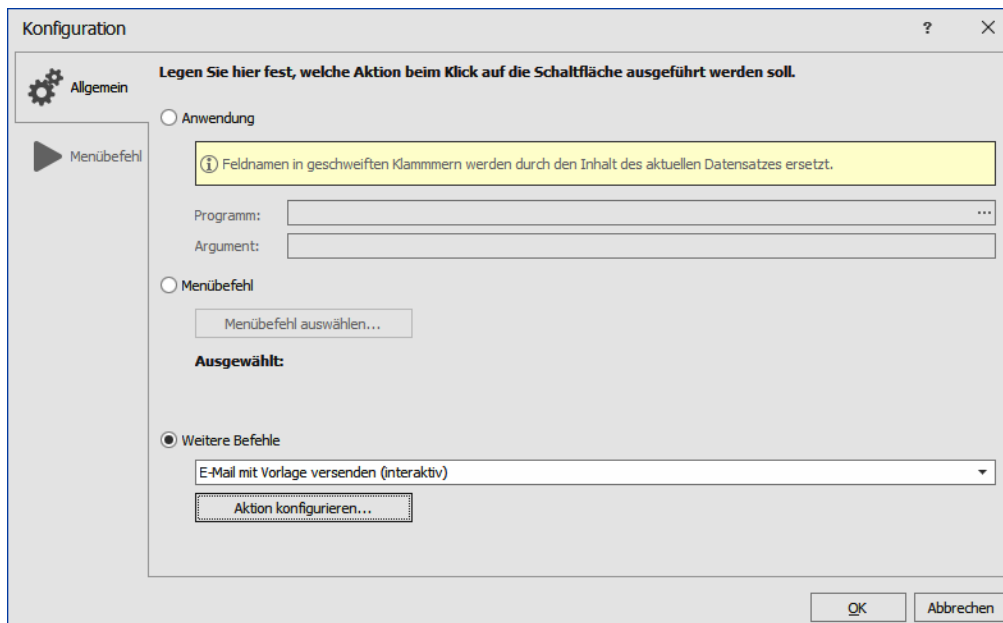 Konfiguration
?
Allgemein
Menübefehl
Legen Sie hier fest, welche Aktion beim Klick auf die Schaltfläche ausgeführt werden soll.
Anwendung
Feldnamen in geschweiften Klammmern werden durch den Inhalt des aktuellen Datensatzes ersetzt.
Programm:
...
Argument:
Menübefehl
Menübefehl auswählen...
Ausgewählt:
Weitere Befehle
E-Mail mit Vorlage versenden (interaktiv)
Aktion konfigurieren...
OK
Abbrechen